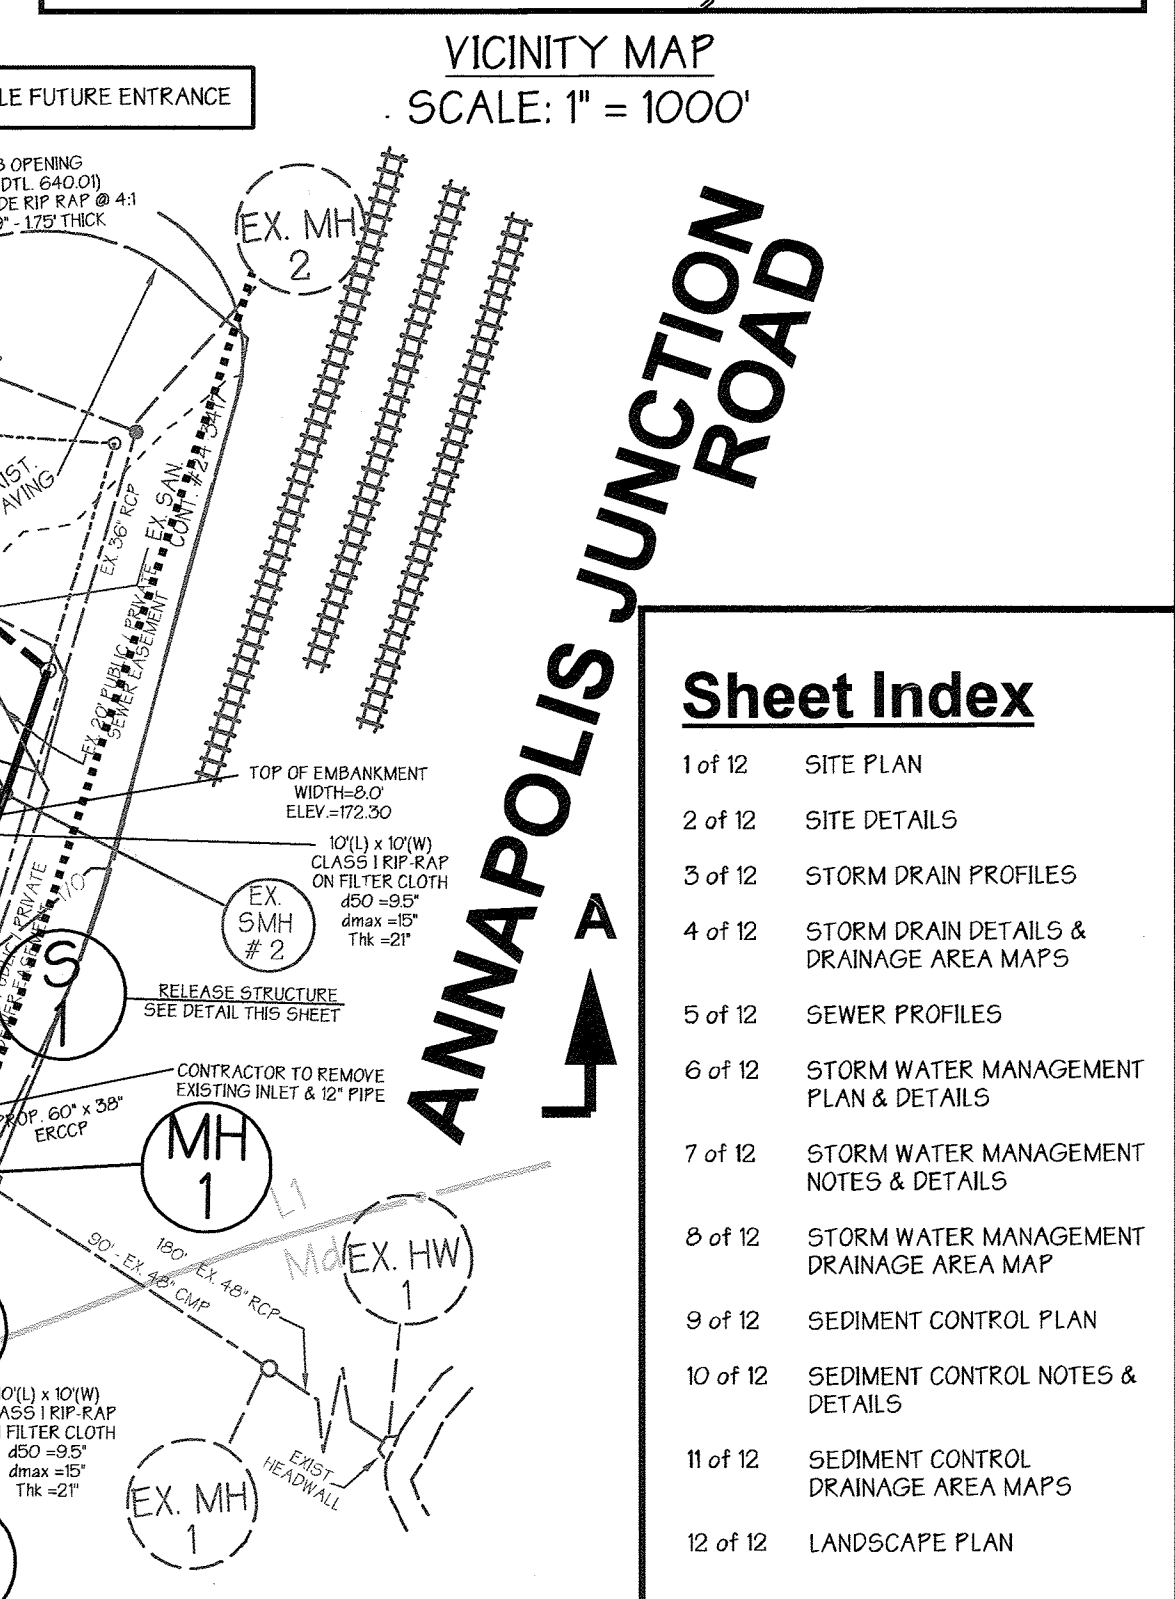 VICINITY MAP
SCALE: 1" = 1000'
LE FUTURE ENTRANCE
OPENING
DTL. 640.01)
DE RIP RAP @ 4:1
- 1.75' THICK
EX. MH
2
ANNAPOLIS JUNCTION
ROAD
EX. 36" RCP
EX. SAN
CONT.
EX. 20' PUBLIC / PRIVATE
SEWER EASEMENT
TOP OF EMBANKMENT
WIDTH=8.0'
ELEV.=172.30
10'(L) x 10'(W)
CLASS I RIP-RAP
ON FILTER CLOTH
d50 =9.5"
dmax =15"
Thk =21"
EX.
SMH
# 2
A
S
1
RELEASE STRUCTURE
SEE DETAIL THIS SHEET
CONTRACTOR TO REMOVE
EXISTING INLET & 12" PIPE
ROP. 60" x 38"
ERCCP
MH
1
L1
Md
EX. HW
1
90' - EX. 48" CMP
180'
EX. 48" RCP
EXIST
HEADWALL
0'(L) x 10'(W)
ASS I RIP-RAP
FILTER CLOTH
d50 =9.5"
dmax =15"
Thk =21"
EX. MH
1
Sheet Index
1 of 12 SITE PLAN
2 of 12 SITE DETAILS
3 of 12 STORM DRAIN PROFILES
4 of 12 STORM DRAIN DETAILS &
DRAINAGE AREA MAPS
5 of 12 SEWER PROFILES
6 of 12 STORM WATER MANAGEMENT
PLAN & DETAILS
7 of 12 STORM WATER MANAGEMENT
NOTES & DETAILS
8 of 12 STORM WATER MANAGEMENT
DRAINAGE AREA MAP
9 of 12 SEDIMENT CONTROL PLAN
10 of 12 SEDIMENT CONTROL NOTES &
DETAILS
11 of 12 SEDIMENT CONTROL
DRAINAGE AREA MAPS
12 of 12 LANDSCAPE PLAN